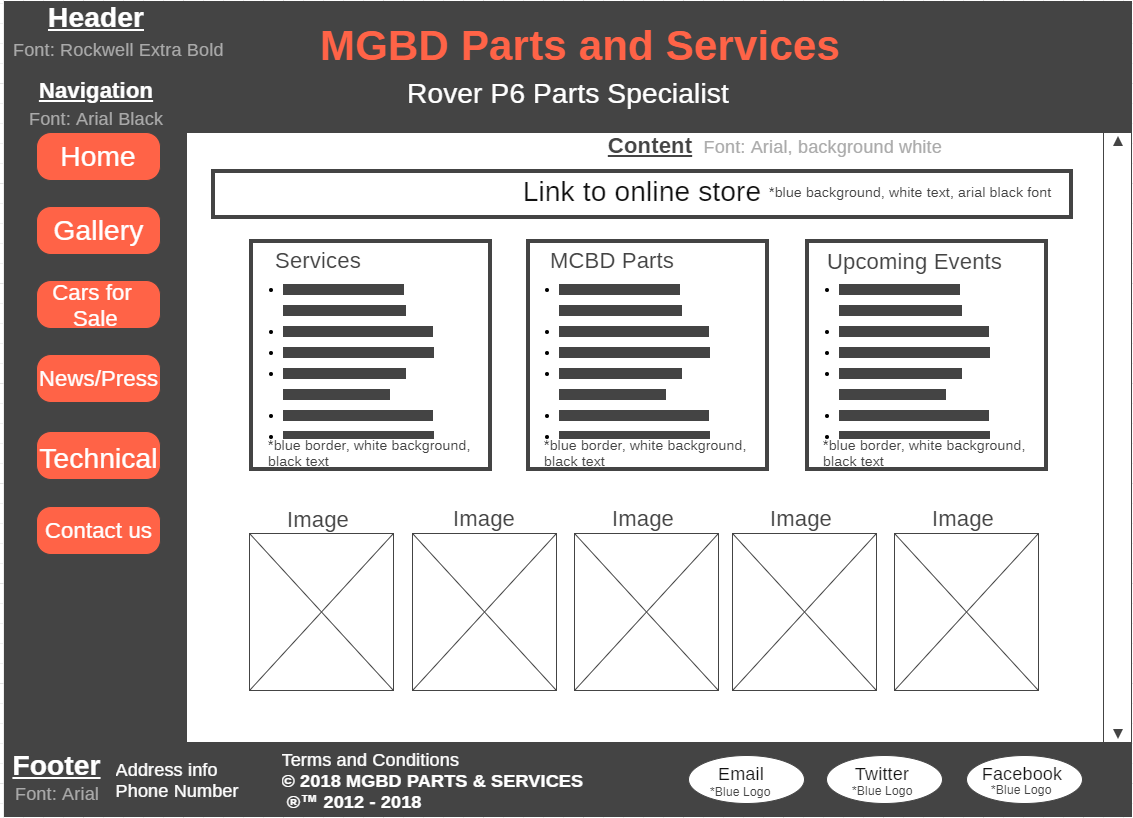 Header
Font: Rockwell Extra Bold
MGBD Parts and Services
Rover P6 Parts Specialist
Navigation
Font: Arial Black
Home
Gallery
Cars for
Sale
News/Press
Technical
Contact us
Content Font: Arial, background white
Link to online store *blue background, white text, arial black font
Services
*blue border, white background,
black text
MCBD Parts
*blue border, white background,
black text
Upcoming Events
*blue border, white background,
black text
Image
Image
Image
Image
Image
Footer
Font: Arial
Address info
Phone Number
Terms and Conditions
© 2018 MGBD PARTS & SERVICES
®™ 2012 - 2018
Email
*Blue Logo
Twitter
*Blue Logo
Facebook
*Blue Logo